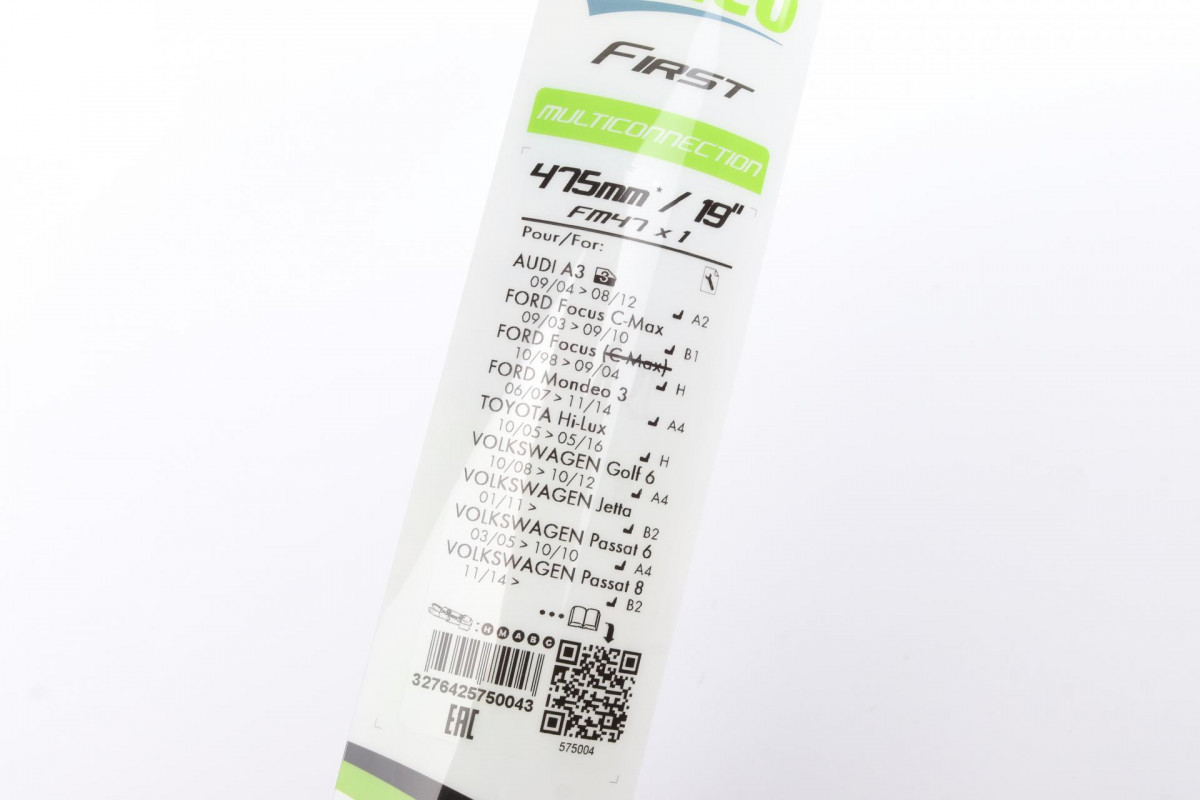 First
MULTICONNECTION
475mm* / 19"
FM47 x 1
Pour/For:
AUDI A3 3
09/04 > 08/12 A2
FORD Focus C-Max
09/03 > 09/10 B1
FORD Focus (C-Max)
10/98 > 09/04 H
FORD Mondeo 3
06/07 > 11/14 A4
TOYOTA Hi-Lux
10/05 > 05/16 H
VOLKSWAGEN Golf 6
10/08 > 10/12 A4
VOLKSWAGEN Jetta
01/11 > B2
VOLKSWAGEN Passat 6
03/05 > 10/10 A4
VOLKSWAGEN Passat 8
11/14 > B2
...
: H M A B C
3276425750043
EAC
575004